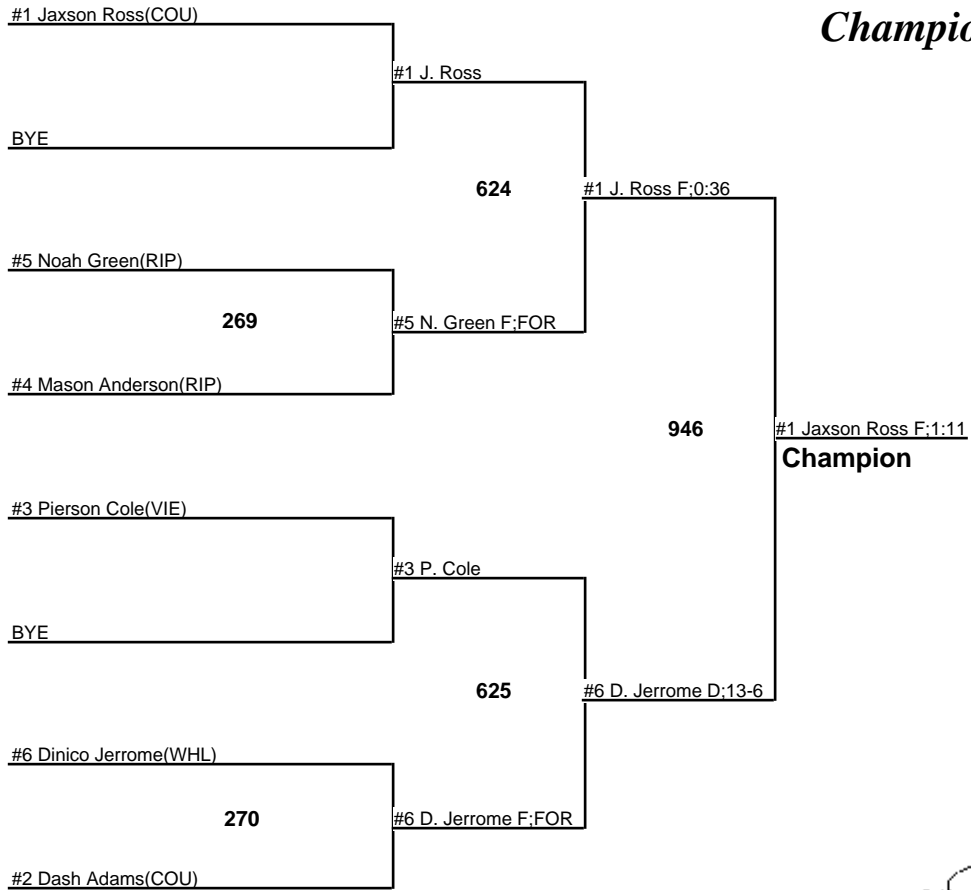 #1 Jaxson Ross(COU)
Champio
#1 J. Ross
BYE
624
#1 J. Ross F;0:36
#5 Noah Green(RIP)
269
#5 N. Green F;FOR
#4 Mason Anderson(RIP)
946
#1 Jaxson Ross F;1:11
Champion
#3 Pierson Cole(VIE)
#3 P. Cole
BYE
625
#6 D. Jerrome D;13-6
#6 Dinico Jerrome(WHL)
270
#6 D. Jerrome F;FOR
#2 Dash Adams(COU)